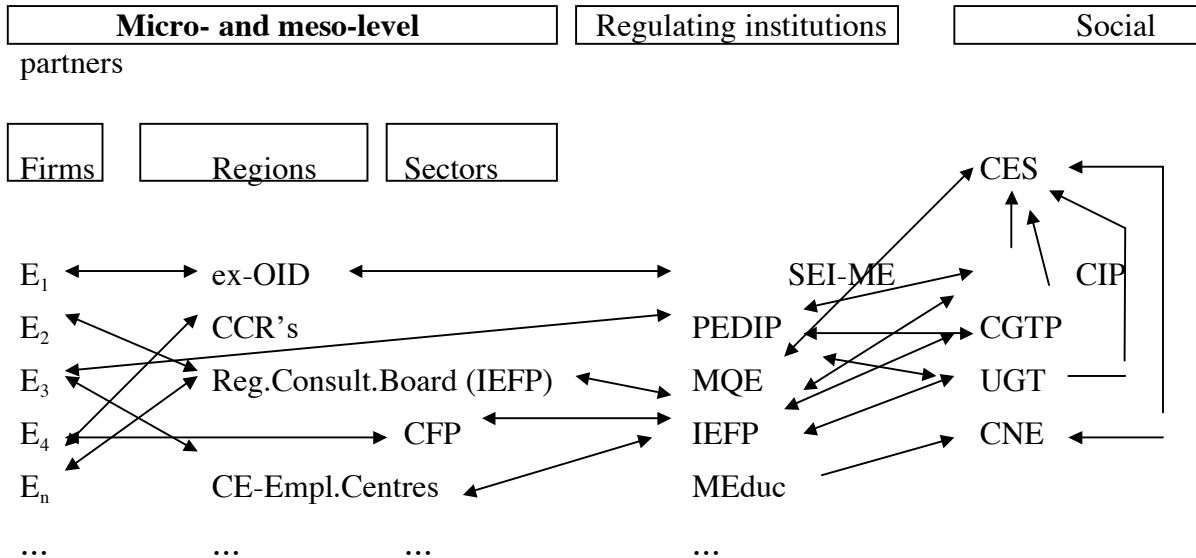 Micro- and meso-level Regulating institutions Social
partners
Firms Regions Sectors CES
E1 ex-OID SEI-ME CIP
E2 CCR's PEDIP CGTP
E3 Reg.Consult.Board (IEFP) MQE UGT
E4 CFP IEFP CNE
En CE-Empl.Centres MEduc
... ... ... ...